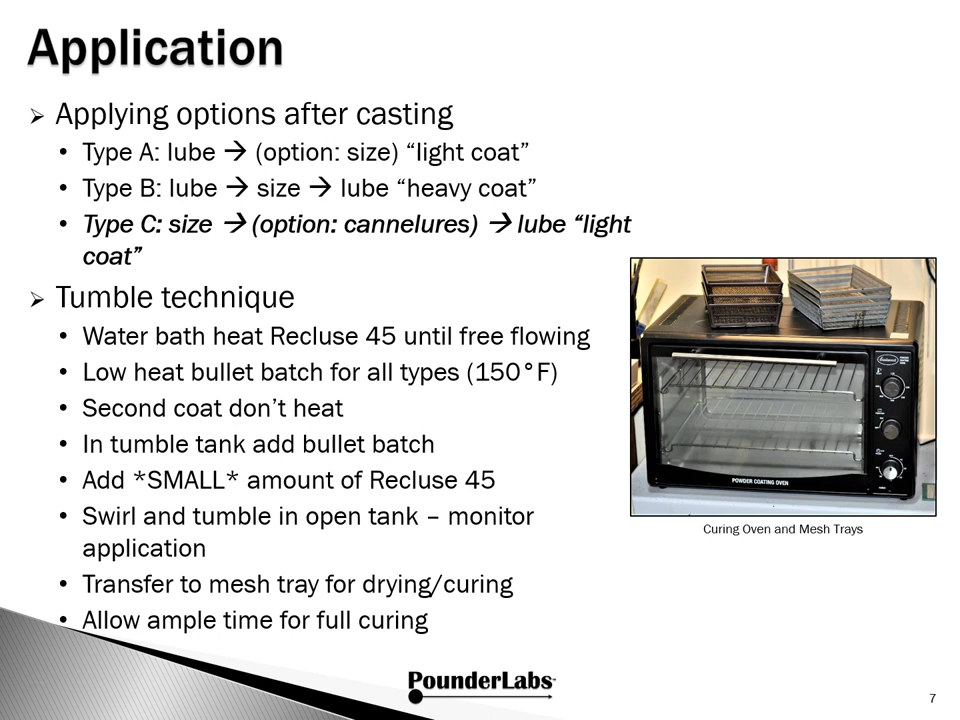 Application
➢ Applying options after casting
• Type A: lube → (option: size) “light coat”
• Type B: lube → size → lube “heavy coat”
• Type C: size → (option: cannelures) → lube “light
coat”
➢ Tumble technique
• Water bath heat Recluse 45 until free flowing
• Low heat bullet batch for all types (150°F)
• Second coat don’t heat
• In tumble tank add bullet batch
• Add *SMALL* amount of Recluse 45
• Swirl and tumble in open tank – monitor
application
• Transfer to mesh tray for drying/curing
• Allow ample time for full curing
POWDER COATING OVEN
Curing Oven and Mesh Trays
PounderLabs
7